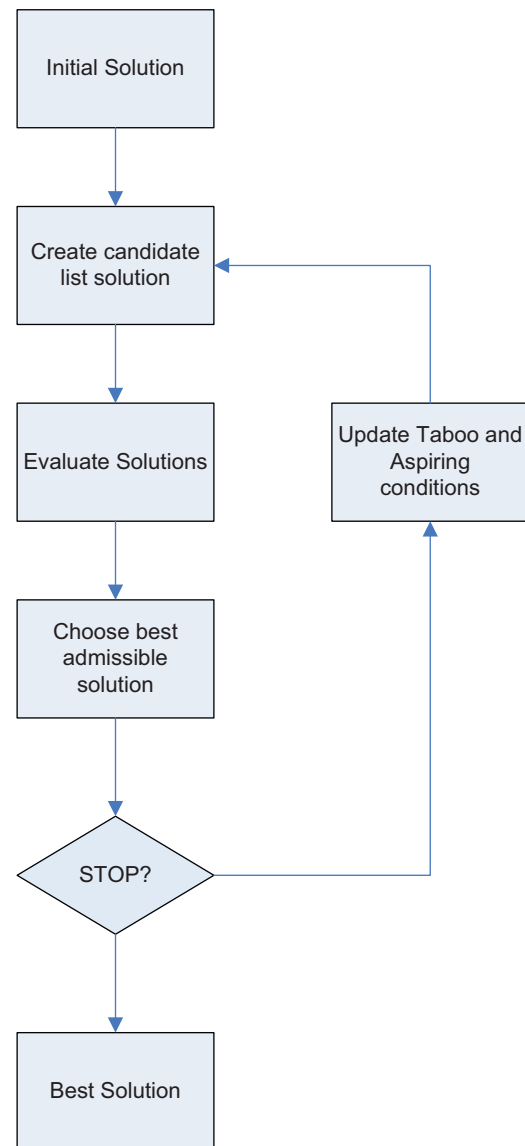 Initial Solution
Create candidate
list solution
Evaluate Solutions
Update Taboo and
Aspiring
conditions
Choose best
admissible
solution
STOP?
Best Solution